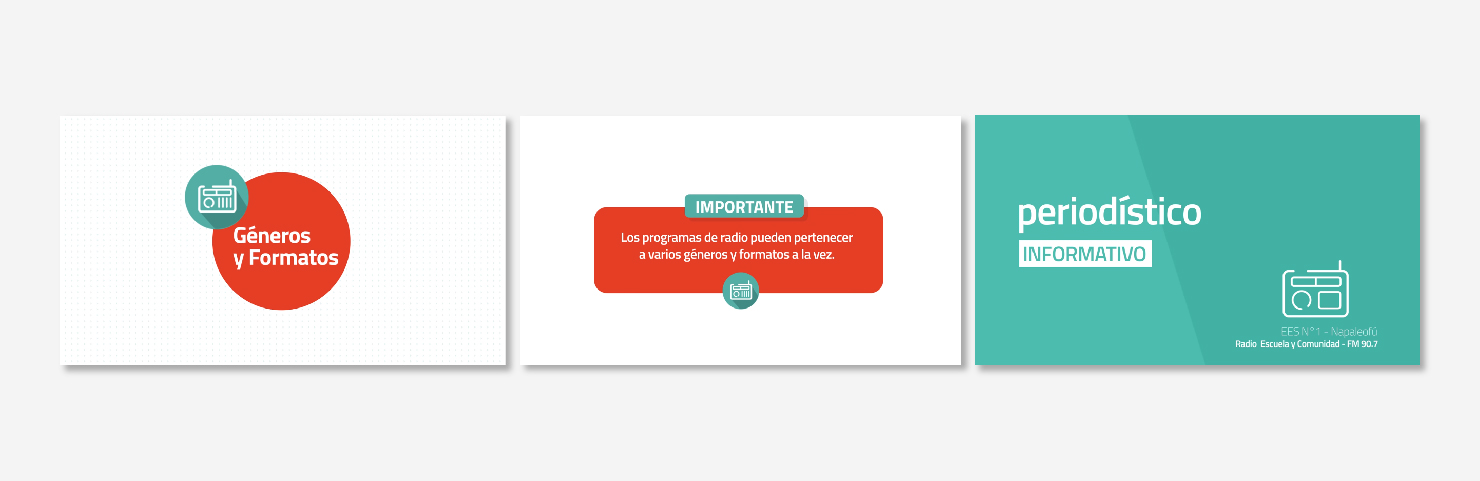 Géneros
y Formatos
IMPORTANTE
Los programas de radio pueden pertenecer
a varios géneros y formatos a la vez.
periodístico
INFORMATIVO
EES N°1 - Napaleofú
Radio Escuela y Comunidad - FM 90.7